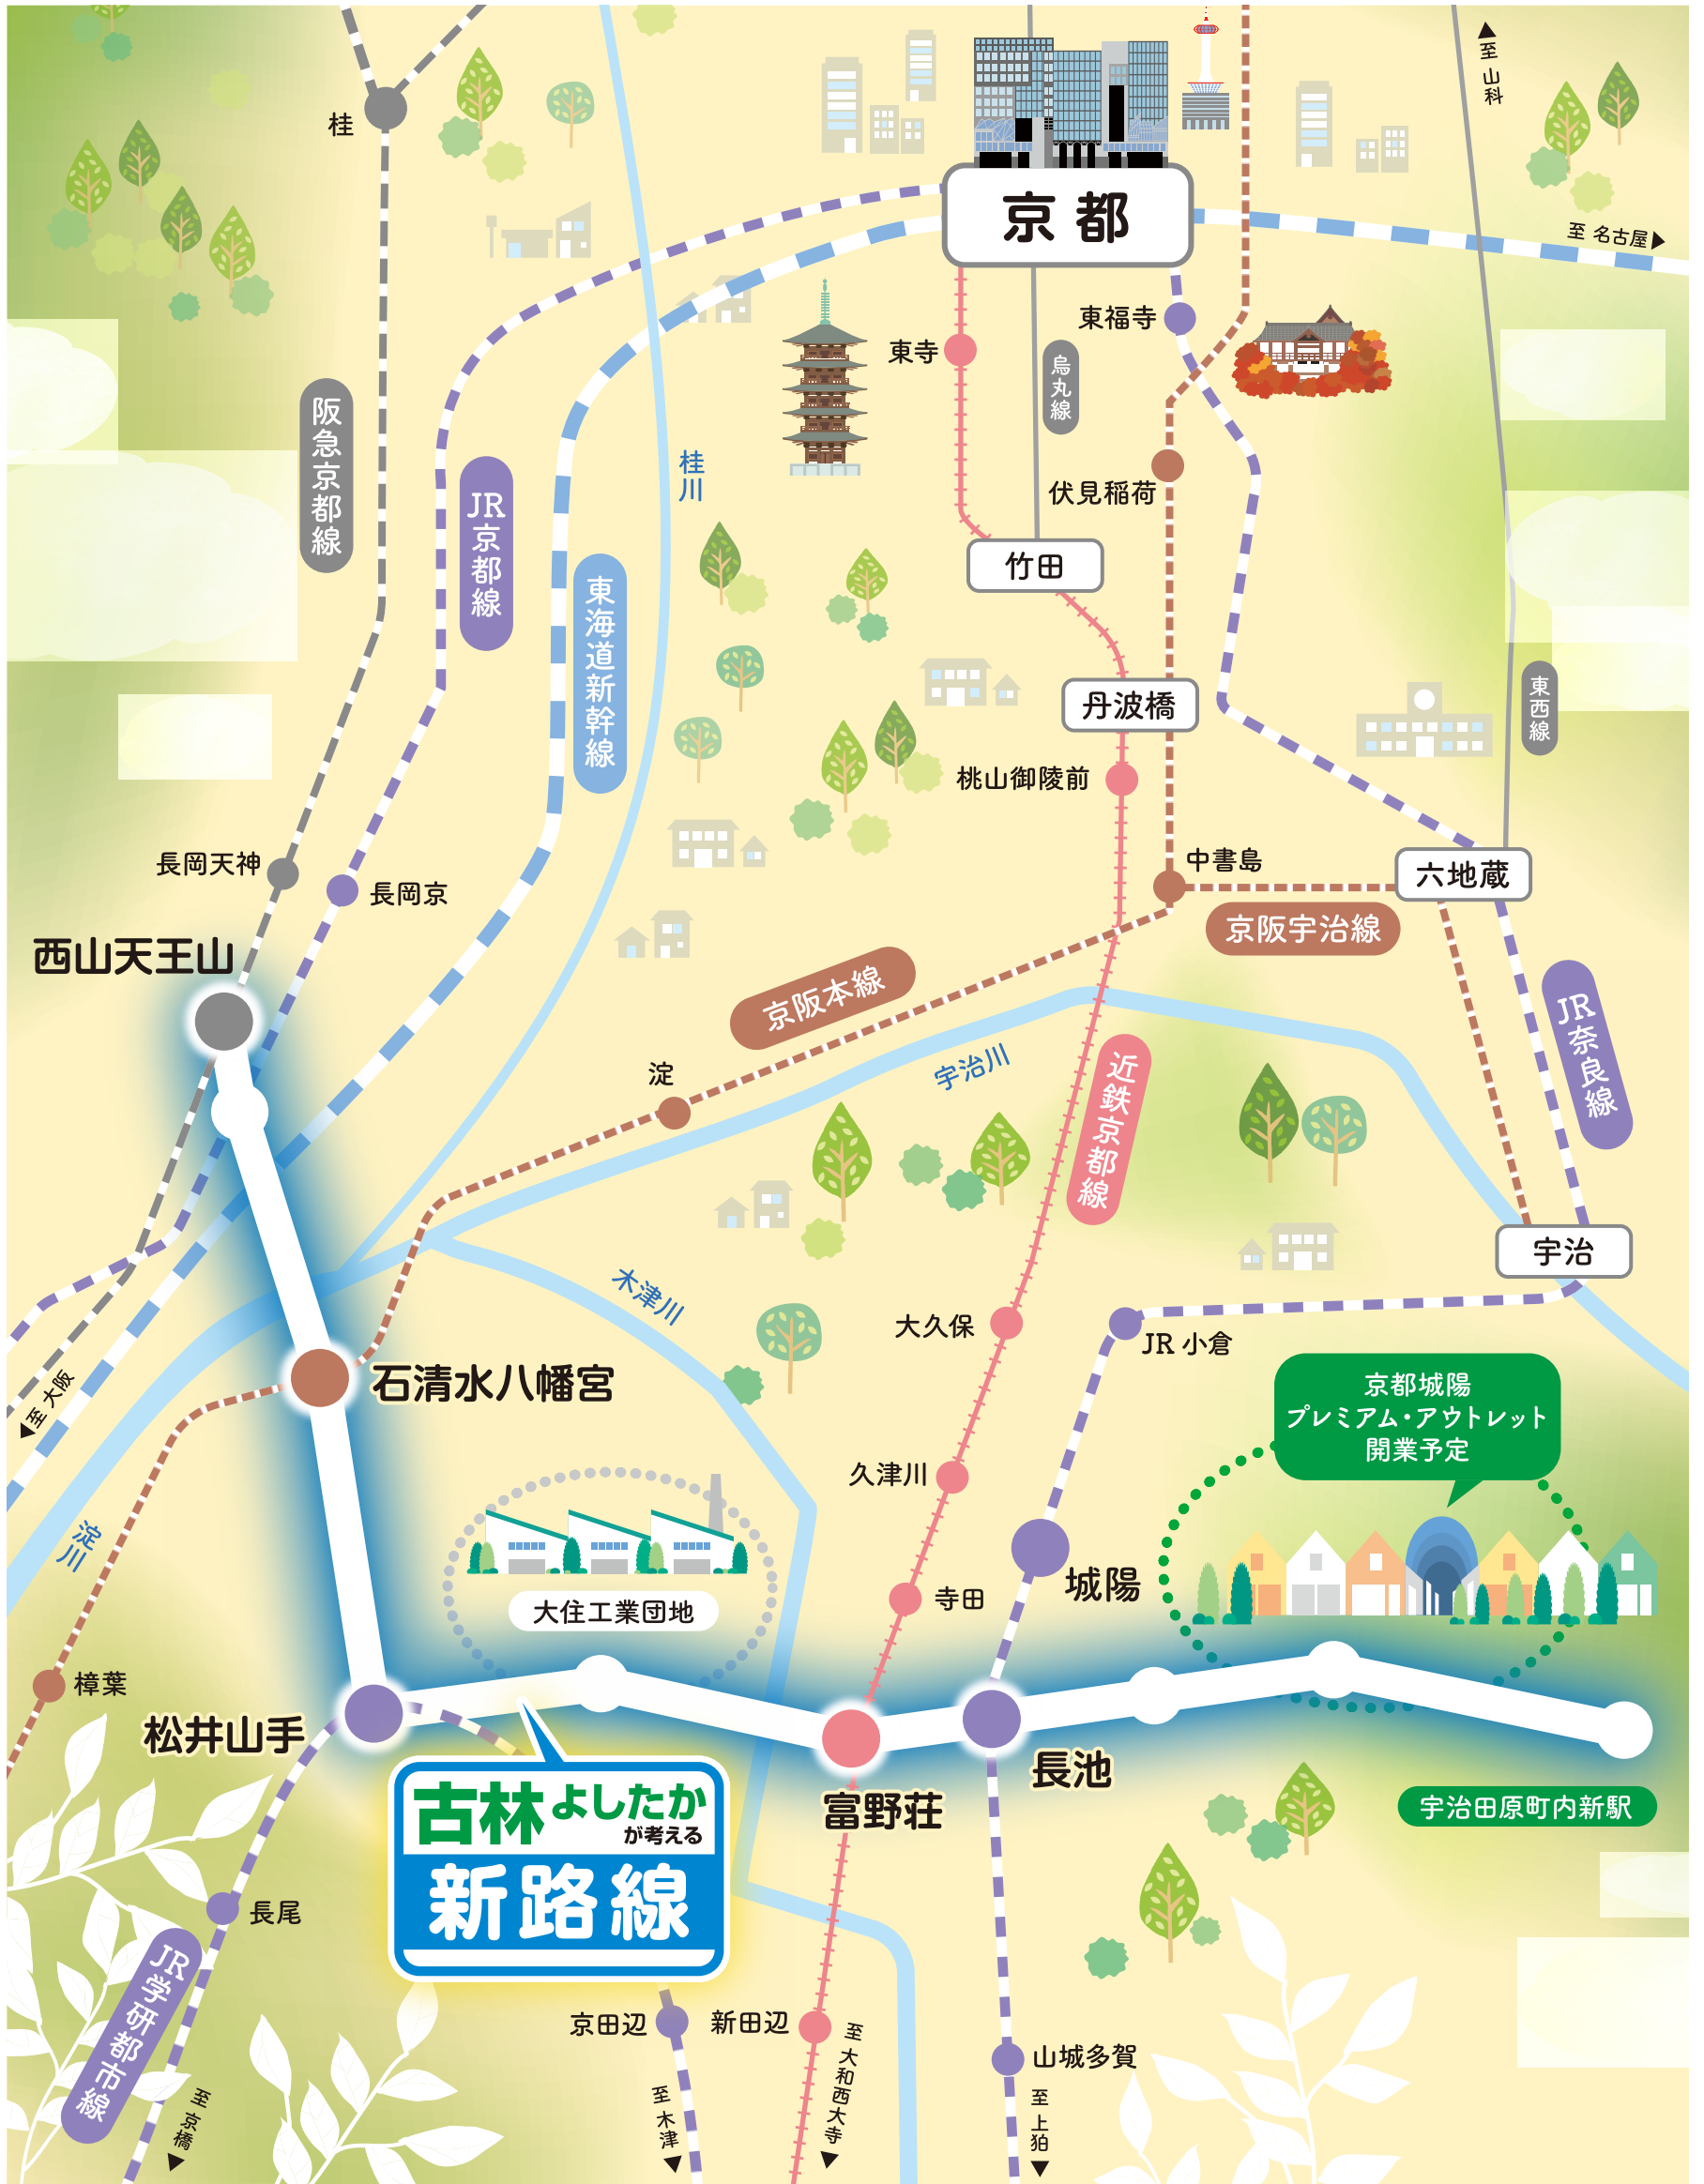 至 山科
桂
京都
至 名古屋
東福寺
東寺
烏丸線
阪急京都線
JR京都線
桂川
伏見稲荷
竹田
東海道新幹線
東西線
丹波橋
桃山御陵前
長岡天神
長岡京
中書島
六地蔵
京阪宇治線
西山天王山
京阪本線
JR奈良線
淀
宇治川
近鉄京都線
宇治
木津川
大久保
JR 小倉
至 大阪
石清水八幡宮
京都城陽
プレミアム・アウトレット
開業予定
久津川
淀川
城陽
寺田
大住工業団地
樟葉
松井山手
長池
富野荘
宇治田原町内新駅
古林よしたか
が考える
新路線
長尾
JR学研都市線
京田辺
新田辺
至 大和西大寺
山城多賀
至 京橋
至 木津
至 上狛